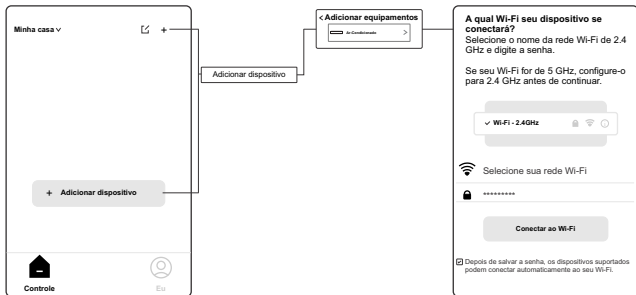 Minha casa
+
+ Adicionar dispositivo
Controle
Eu
Adicionar dispositivo
< Adicionar equipamentos
Ar-Condicionado >
A qual Wi-Fi seu dispositivo se
conectará?
Selecione o nome da rede Wi-Fi de 2.4
GHz e digite a senha.
Se seu Wi-Fi for de 5 GHz, configure-o
para 2.4 GHz antes de continuar.
Wi-Fi - 2.4GHz
Selecione sua rede Wi-Fi
*********
Conectar ao Wi-Fi
Depois de salvar a senha, os dispositivos suportados
podem conectar automaticamente ao seu Wi-Fi.